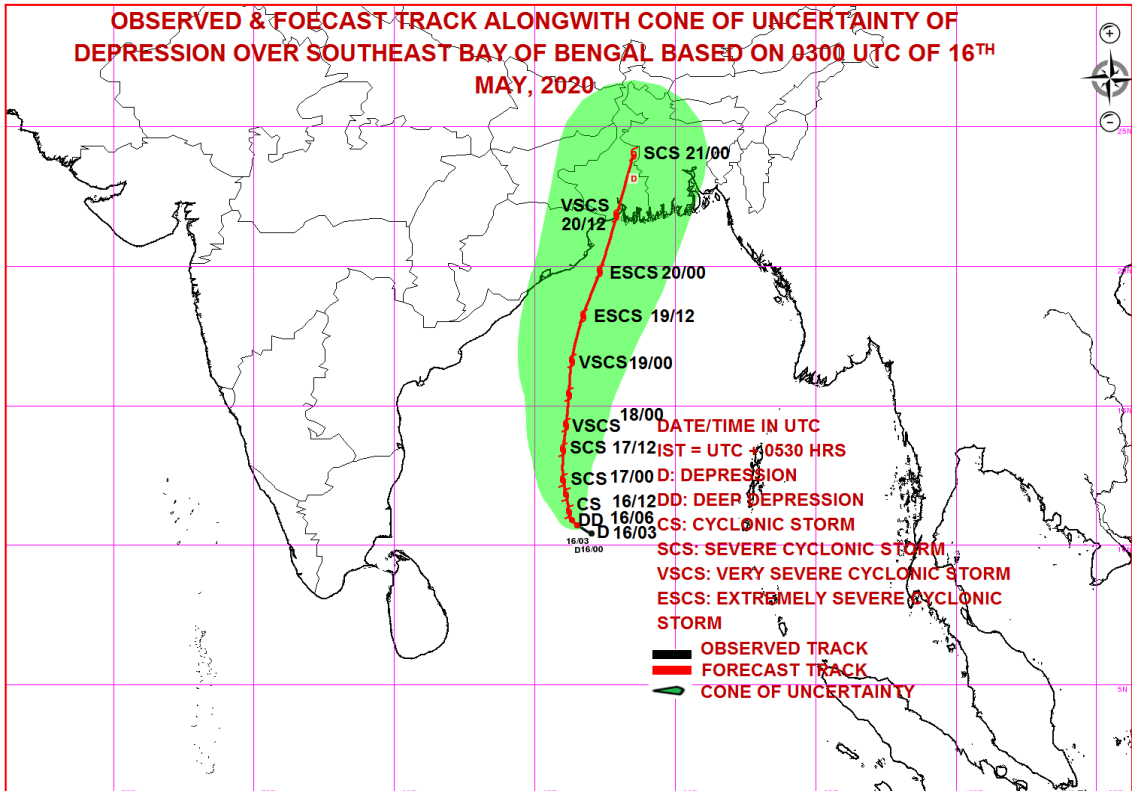 OBSERVED & FOECAST TRACK ALONGWITH CONE OF UNCERTAINTY OF
DEPRESSION OVER SOUTHEAST BAY OF BENGAL BASED ON 0300 UTC OF 16TH
MAY, 2020
25N
SCS 21/00
D
VSCS
20/12
20N
ESCS 20/00
ESCS 19/12
VSCS 19/00
15N
18/00
VSCS
SCS 17/12
SCS 17/00
CS 16/12
DD 16/06
D 16/03
16/03
D16/00
DATE/TIME IN UTC
IST = UTC + 0530 HRS
D: DEPRESSION
DD: DEEP DEPRESSION
CS: CYCLONIC STORM
SCS: SEVERE CYCLONIC STORM
VSCS: VERY SEVERE CYCLONIC STORM
ESCS: EXTREMELY SEVERE CYCLONIC
STORM
OBSERVED TRACK
FORECAST TRACK
CONE OF UNCERTAINTY
5N